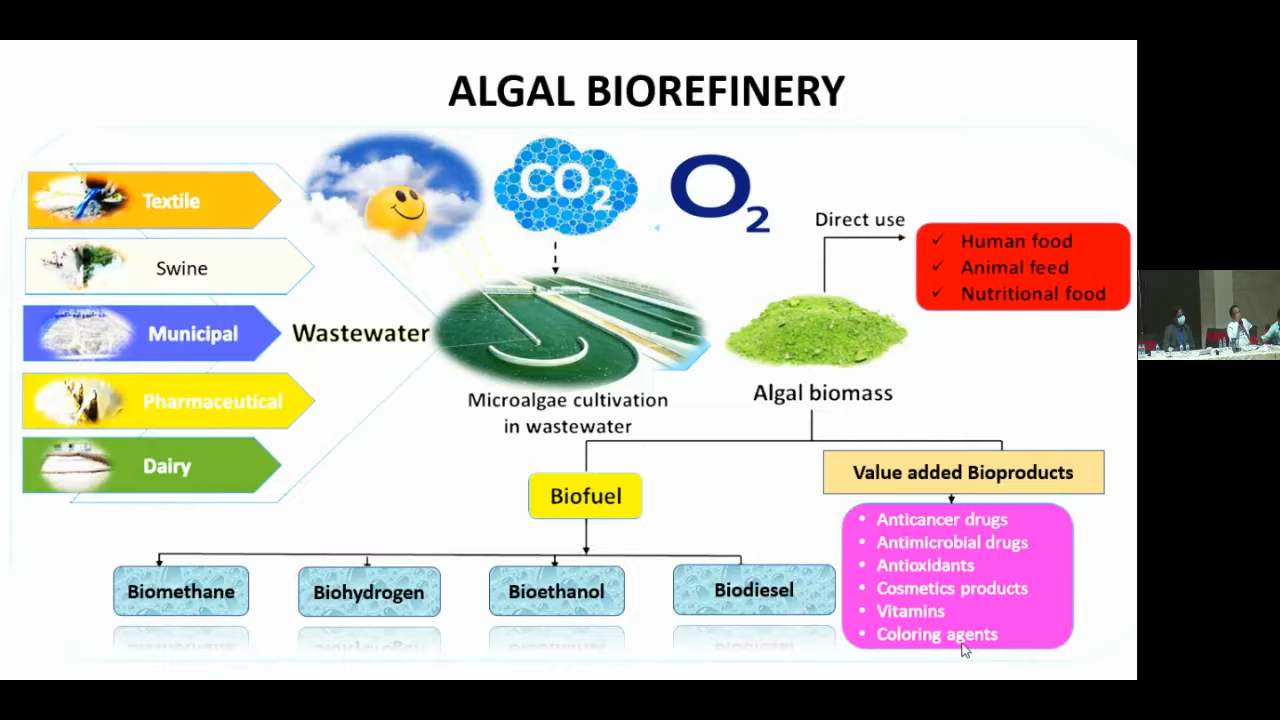 ALGAL BIOREFINERY
Textile
Swine
Municipal
Pharmaceutical
Dairy
Wastewater
CO2
O2
Microalgae cultivation
in wastewater
Algal biomass
Direct use
✓ Human food
✓ Animal feed
✓ Nutritional food
Biofuel
Biomethane
Biohydrogen
Bioethanol
Biodiesel
Value added Bioproducts
• Anticancer drugs
• Antimicrobial drugs
• Antioxidants
• Cosmetics products
• Vitamins
• Coloring agents